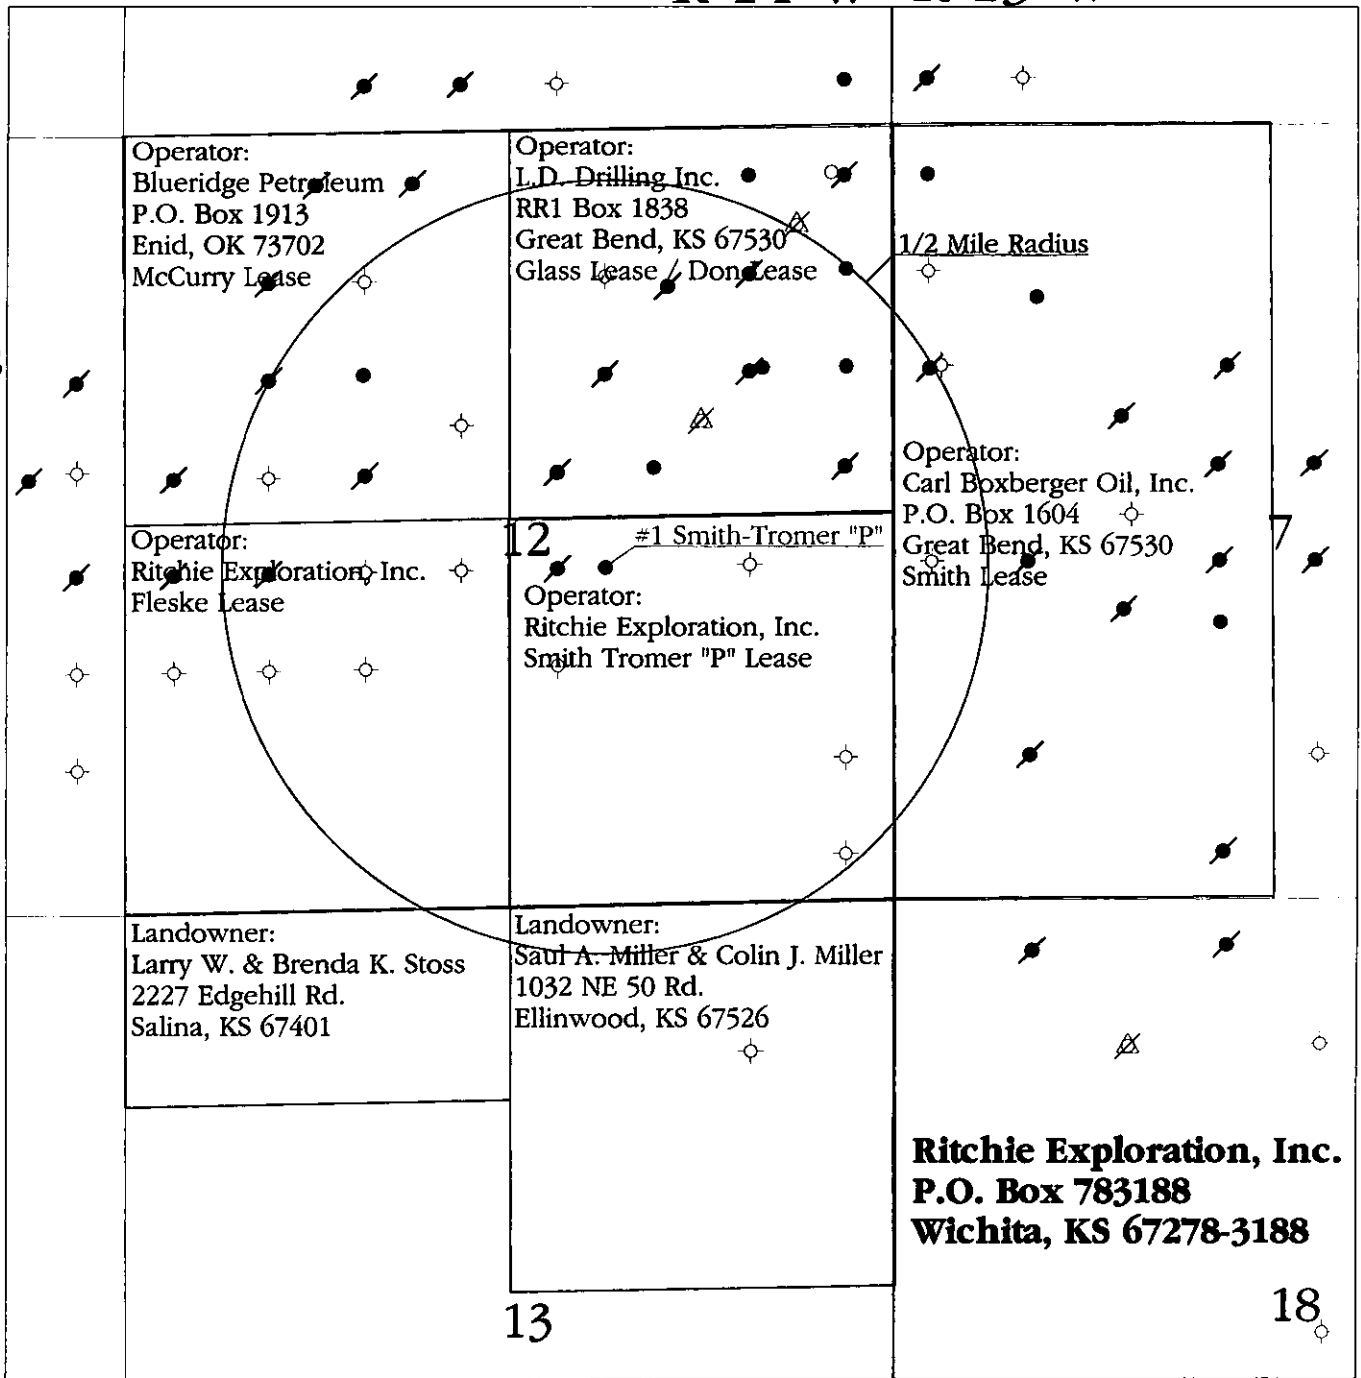 Operator:
Blueridge Petroleum
P.O. Box 1913
Enid, OK 73702
McCurry Lease
Operator:
L.D. Drilling Inc.
RR1 Box 1838
Great Bend, KS 67530
Glass Lease / Don Lease
1/2 Mile Radius
Operator:
Carl Boxberger Oil, Inc.
P.O. Box 1604
Great Bend, KS 67530
Smith Lease
7
12
#1 Smith-Tromer "P"
Operator:
Ritchie Exploration, Inc.
Fleske Lease
Operator:
Ritchie Exploration, Inc.
Smith Tromer "P" Lease
Landowner:
Larry W. & Brenda K. Stoss
2227 Edgehill Rd.
Salina, KS 67401
Landowner:
Saul A. Miller & Colin J. Miller
1032 NE 50 Rd.
Ellinwood, KS 67526
Ritchie Exploration, Inc.
P.O. Box 783188
Wichita, KS 67278-3188
13
18